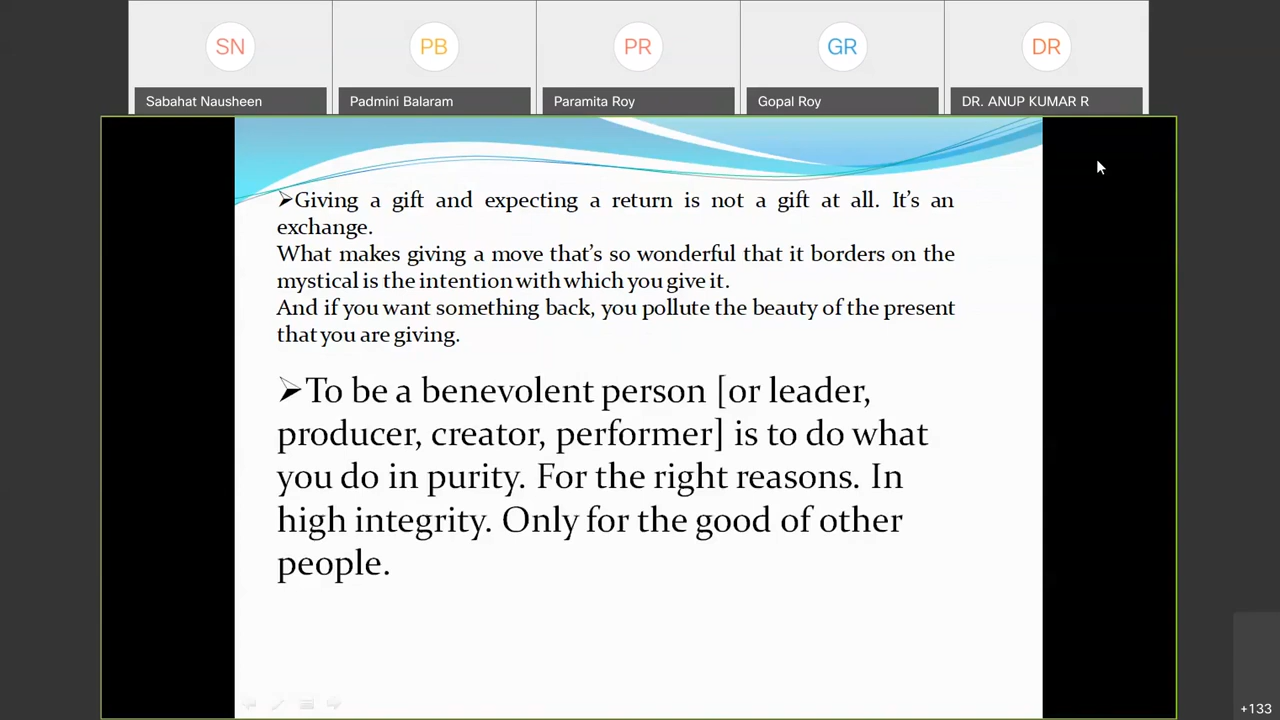 SN
PB
PR
GR
DR
Sabahat Nausheen
Padmini Balaram
Paramita Roy
Gopal Roy
DR. ANUP KUMAR R
➢Giving a gift and expecting a return is not a gift at all. It’s an
exchange.
What makes giving a move that’s so wonderful that it borders on the
mystical is the intention with which you give it.
And if you want something back, you pollute the beauty of the present
that you are giving.
➢To be a benevolent person [or leader,
producer, creator, performer] is to do what
you do in purity. For the right reasons. In
high integrity. Only for the good of other
people.
+133